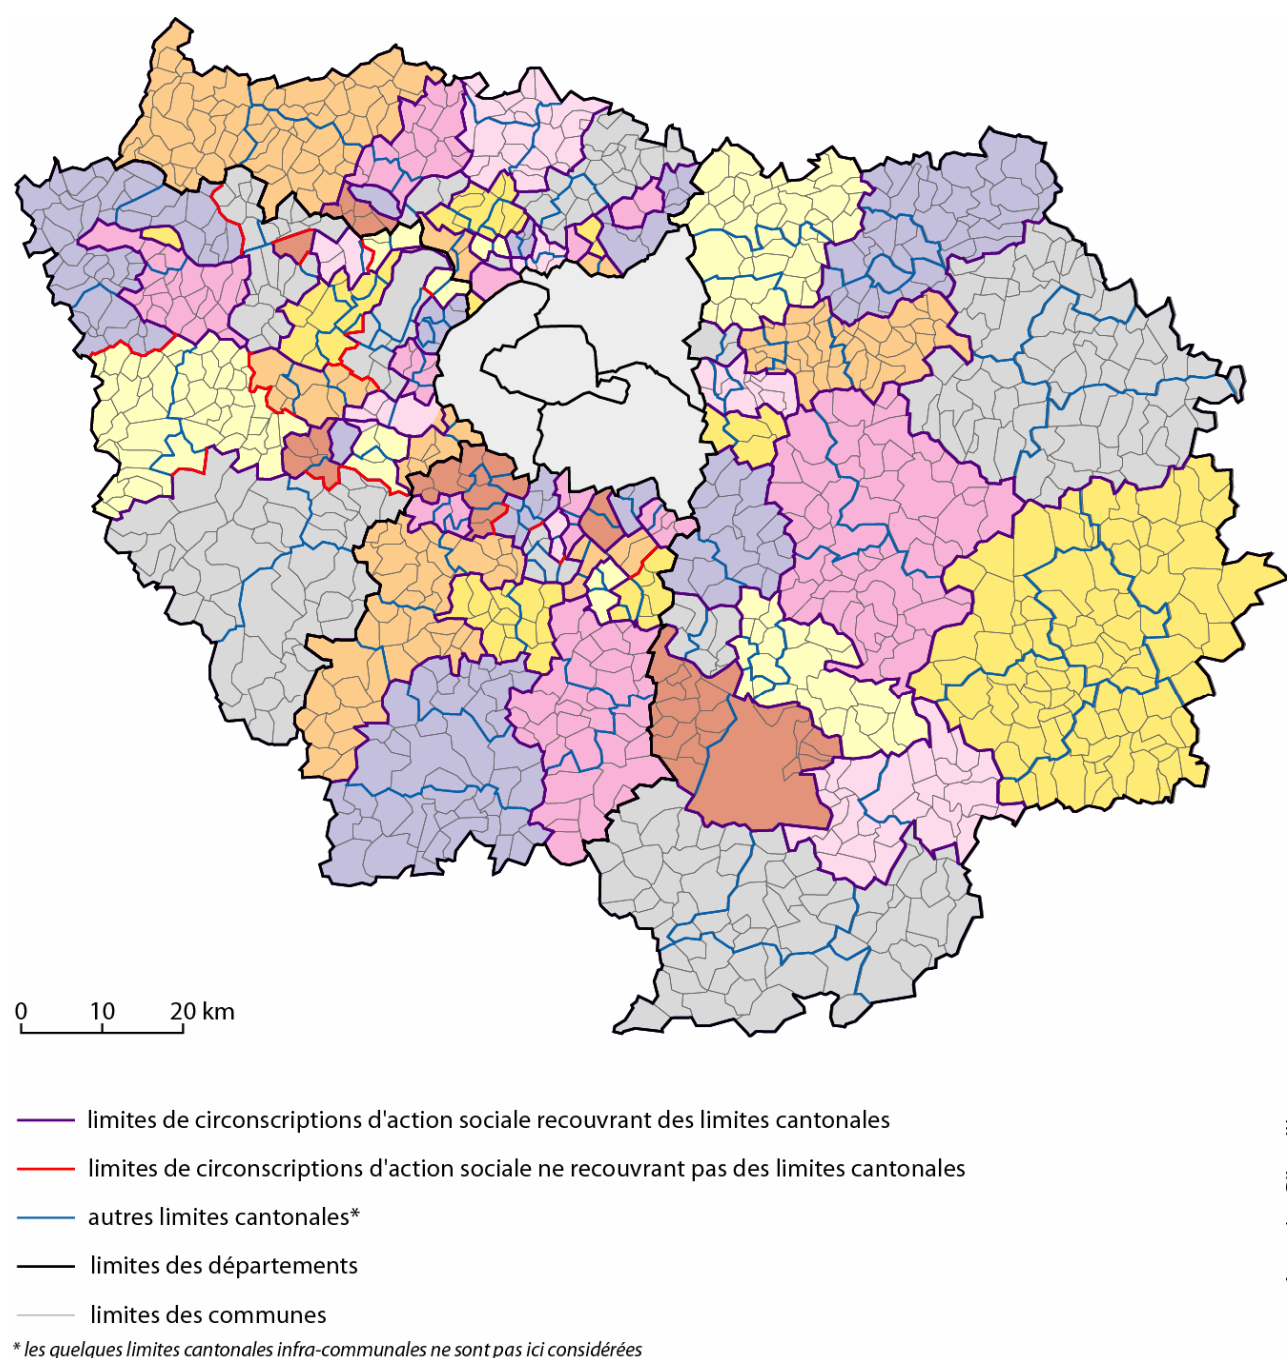 0 10 20 km
limites de circonscriptions d'action sociale recouvrant des limites cantonales
limites de circonscriptions d'action sociale ne recouvrant pas des limites cantonales
autres limites cantonales*
limites des départements
limites des communes
* les quelques limites cantonales infra-communales ne sont pas ici considérées